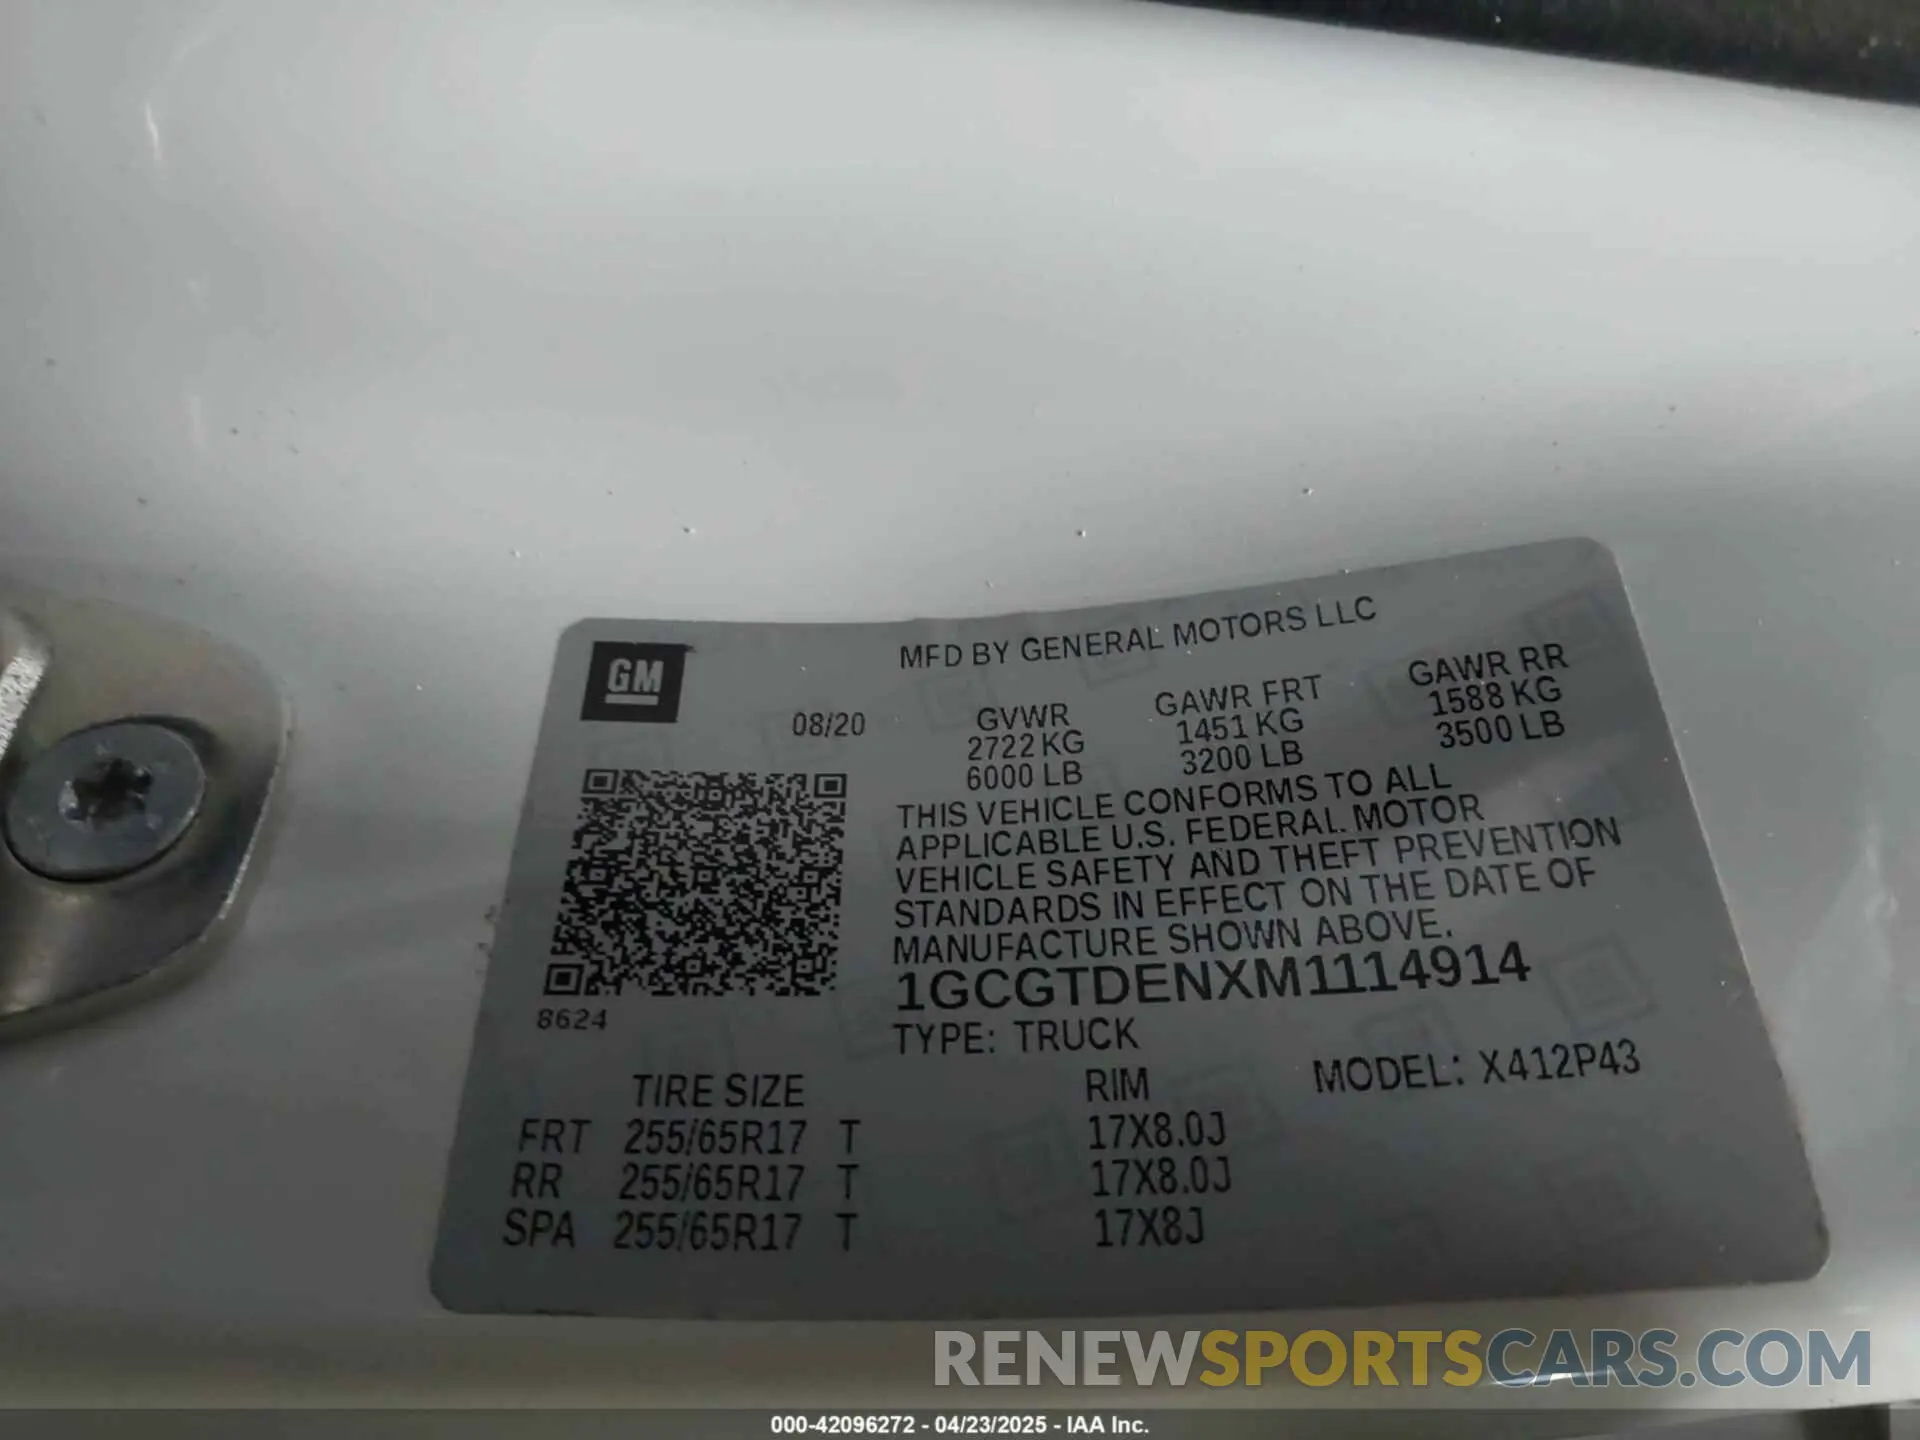 GM
MFD BY GENERAL MOTORS LLC
08/20 GVWR GAWR FRT GAWR RR
2722 KG 1451 KG 1588 KG
6000 LB 3200 LB 3500 LB
THIS VEHICLE CONFORMS TO ALL
APPLICABLE U.S. FEDERAL MOTOR
VEHICLE SAFETY AND THEFT PREVENTION
STANDARDS IN EFFECT ON THE DATE OF
MANUFACTURE SHOWN ABOVE.
1GCGTDENXM1114914
8624
TYPE: TRUCK
MODEL: X412P43
TIRE SIZE RIM
FRT 255/65R17 T 17X8.0J
RR 255/65R17 T 17X8.0J
SPA 255/65R17 T 17X8J
RENEWSPORTSCARS.COM
000-42096272 - 04/23/2025 - IAA Inc.